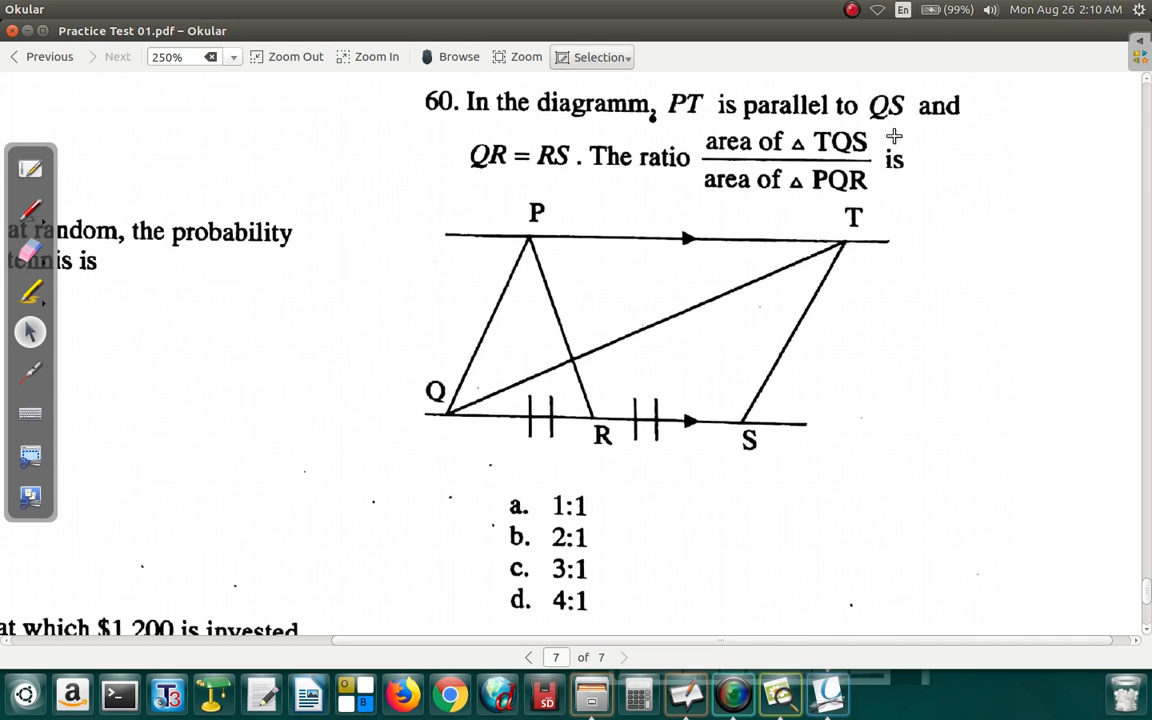 Okular
En
(99%)
Mon Aug 26 2:10 AM
Practice Test 01.pdf – Okular
Previous
Next
250%
Zoom Out
Zoom In
Browse
Zoom
Selection
60. In the diagramm, PT is parallel to QS and
QR = RS . The ratio area of △ TQS / area of △ PQR is
at random, the probability
tennis is
P
T
Q
R
S
a. 1:1
b. 2:1
c. 3:1
d. 4:1
at which $1 200 is invested
7 of 7
a
T3
B
SD